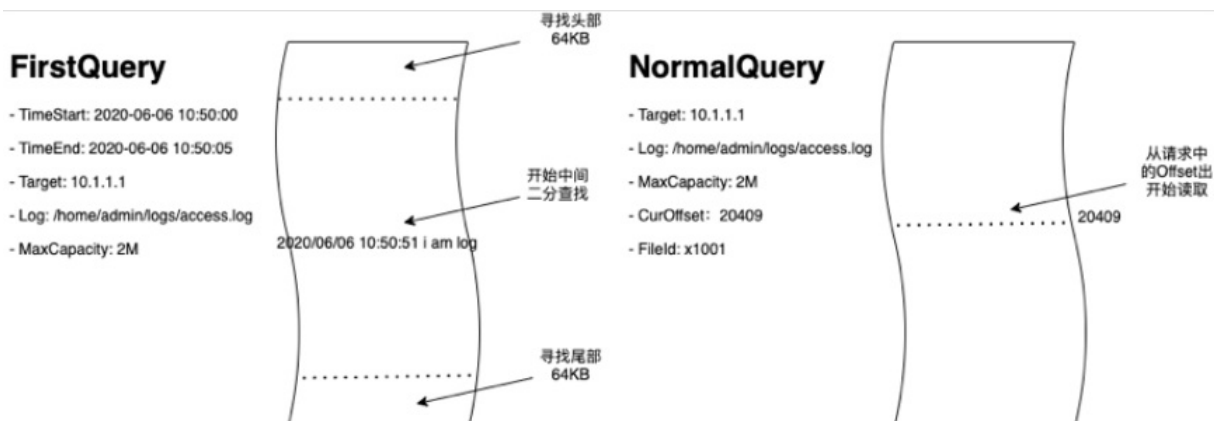 FirstQuery
- TimeStart: 2020-06-06 10:50:00
- TimeEnd: 2020-06-06 10:50:05
- Target: 10.1.1.1
- Log: /home/admin/logs/access.log
- MaxCapacity: 2M
寻找头部
64KB
开始中间
二分查找
2020/06/06 10:50:51 i am log
寻找尾部
64KB
NormalQuery
- Target: 10.1.1.1
- Log: /home/admin/logs/access.log
- MaxCapacity: 2M
- CurOffset：20409
- FileId: x1001
从请求中
的Offset出
开始读取
20409